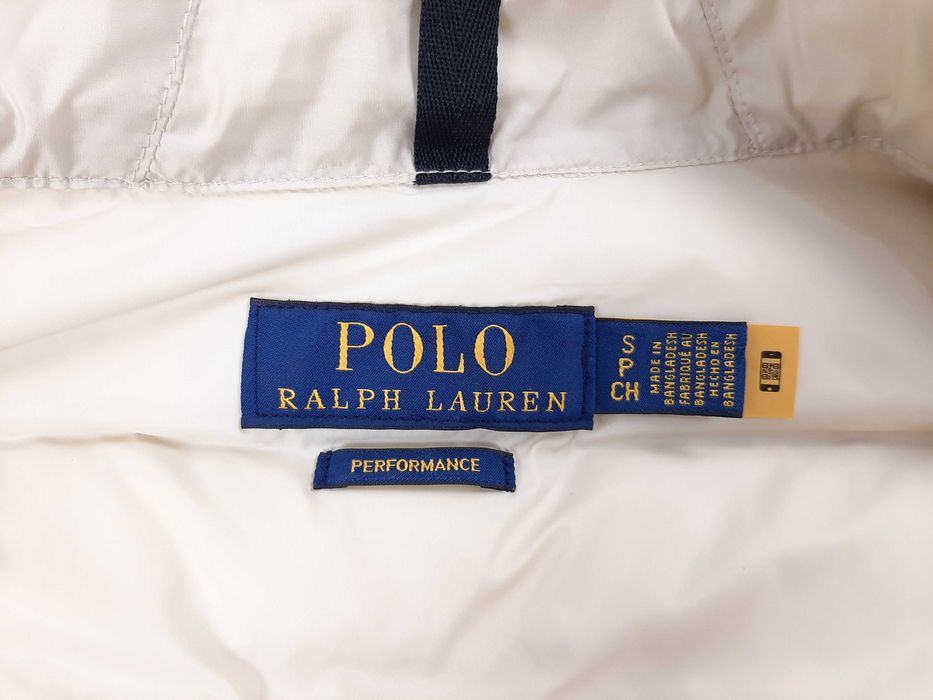 POLO
RALPH LAUREN
S
P
CH
MADE IN
BANGLADESH
FABRIQUÉ AU
BANGLADESH
HECHO EN
BANGLADESH
PERFORMANCE